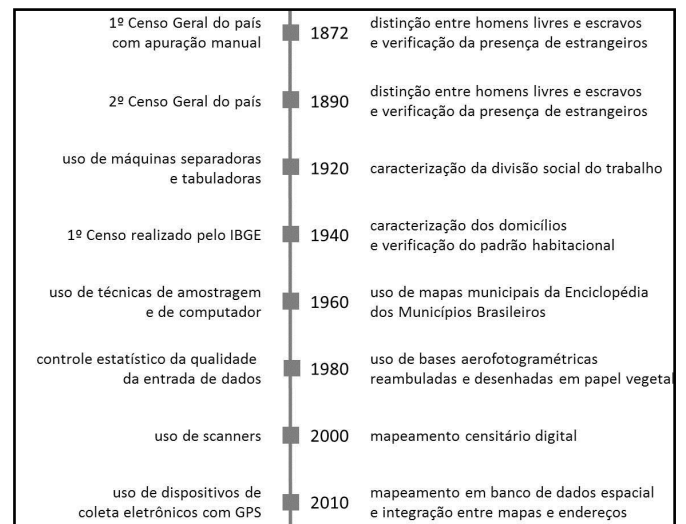 1º Censo Geral do país
com apuração manual
1872
distinção entre homens livres e escravos
e verificação da presença de estrangeiros
2º Censo Geral do país
1890
distinção entre homens livres e escravos
e verificação da presença de estrangeiros
uso de máquinas separadoras
e tabuladoras
1920
caracterização da divisão social do trabalho
1º Censo realizado pelo IBGE
1940
caracterização dos domicílios
e verificação do padrão habitacional
uso de técnicas de amostragem
e de computador
1960
uso de mapas municipais da Enciclopédia
dos Municípios Brasileiros
controle estatístico da qualidade
da entrada de dados
1980
uso de bases aerofotogramétricas
reambuladas e desenhadas em papel vegetal
uso de scanners
2000
mapeamento censitário digital
uso de dispositivos de
coleta eletrônicos com GPS
2010
mapeamento em banco de dados espacial
e integração entre mapas e endereços